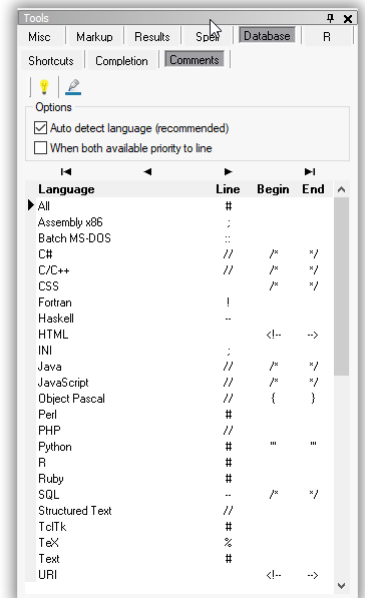 Tools
Misc Markup Results Spell Database R
Shortcuts Completion Comments
Options
Auto detect language (recommended)
When both available priority to line
Language Line Begin End
All #
Assembly x86 ;
Batch MS-DOS ::
C# // /* */
C/C++ // /* */
CSS /* */
Fortran !
Haskell --
HTML <!-- -->
INI ;
Java // /* */
JavaScript // /* */
Object Pascal // { }
Perl #
PHP //
Python # ''' '''
R #
Ruby #
SQL -- /* */
Structured Text //
TclTk #
TeX %
Text #
URI <!-- -->